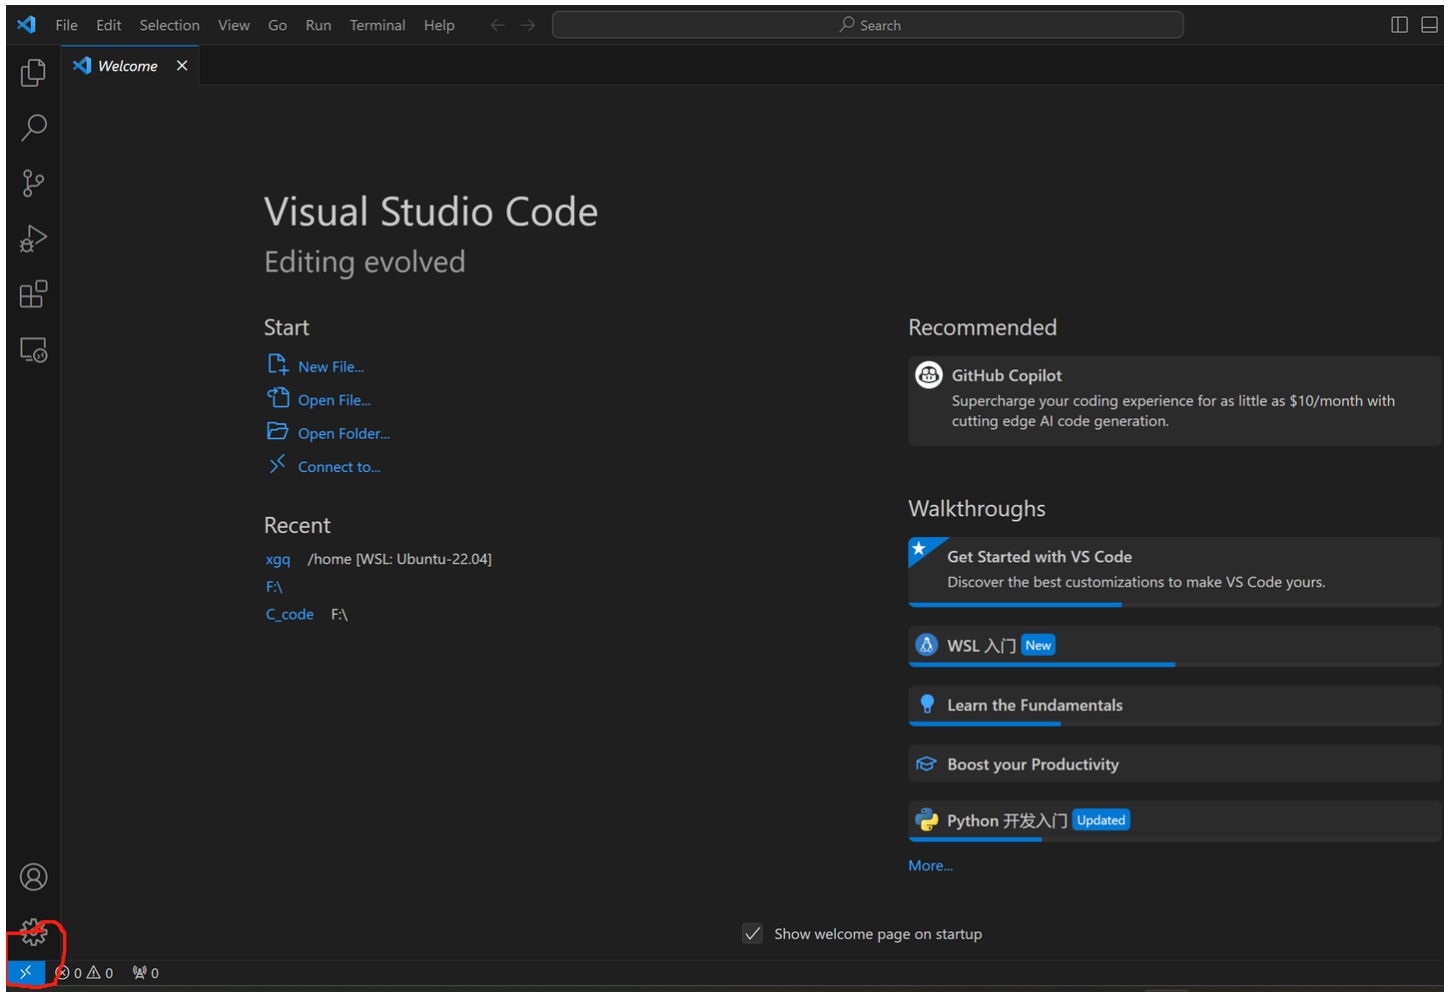 File Edit Selection View Go Run Terminal Help Search
Welcome
Visual Studio Code
Editing evolved
Start
New File...
Open File...
Open Folder...
Connect to...
Recent
xgq /home [WSL: Ubuntu-22.04]
F:\
C_code F:\
Recommended
GitHub Copilot
Supercharge your coding experience for as little as $10/month with
cutting edge AI code generation.
Walkthroughs
Get Started with VS Code
Discover the best customizations to make VS Code yours.
WSL 入门 New
Learn the Fundamentals
Boost your Productivity
Python 开发入门 Updated
More...
Show welcome page on startup
0 0 0